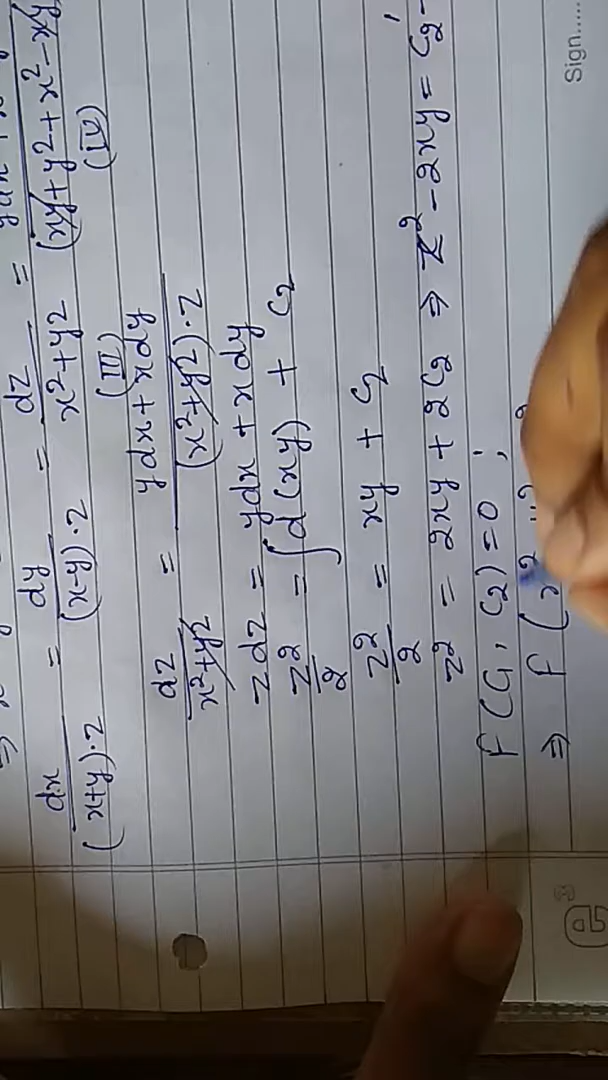 dx/(x+y)·z = dy/(x-y)·z = dz/x²+y² = /(xy+y²+x²-xy
(III) (IV)
dz/x²+y² = ydx+xdy/(x²+y²)·z
zdz = ydx + xdy
z²/2 = ∫d(xy) + C₂
z²/2 = xy + C₂
z² = 2xy + 2C₂ ⇒ z² - 2xy = C₂'
F(C₁, C₂) = 0 ;
⇒ F(
Sign.....